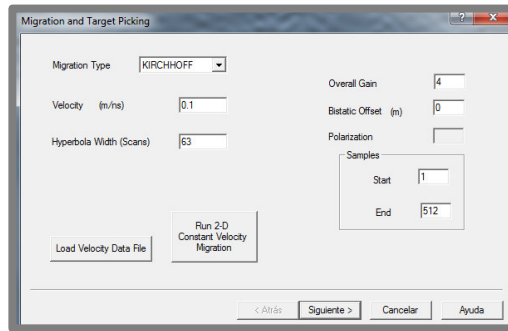 Migration and Target Picking
Migration Type KIRCHHOFF
Velocity (m/ns) 0.1
Hyperbola Width (Scans) 63
Overall Gain 4
Bistatic Offset (m) 0
Polarization
Samples
Start 1
End 512
Load Velocity Data File
Run 2-D
Constant Velocity
Migration
< Atrás
Siguiente >
Cancelar
Ayuda